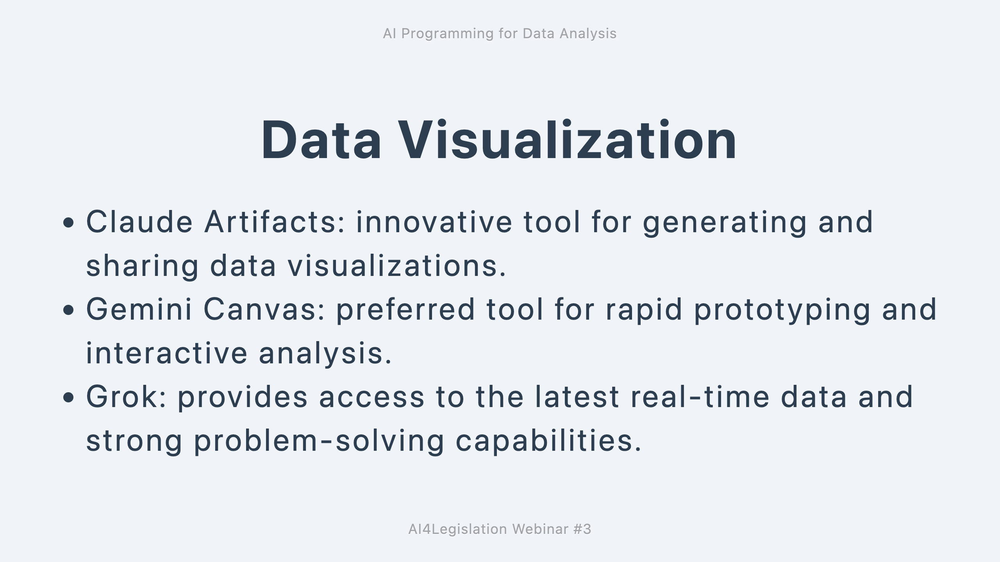 AI Programming for Data Analysis
Data Visualization
• Claude Artifacts: innovative tool for generating and
sharing data visualizations.
• Gemini Canvas: preferred tool for rapid prototyping and
interactive analysis.
• Grok: provides access to the latest real-time data and
strong problem-solving capabilities.
AI4Legislation Webinar #3